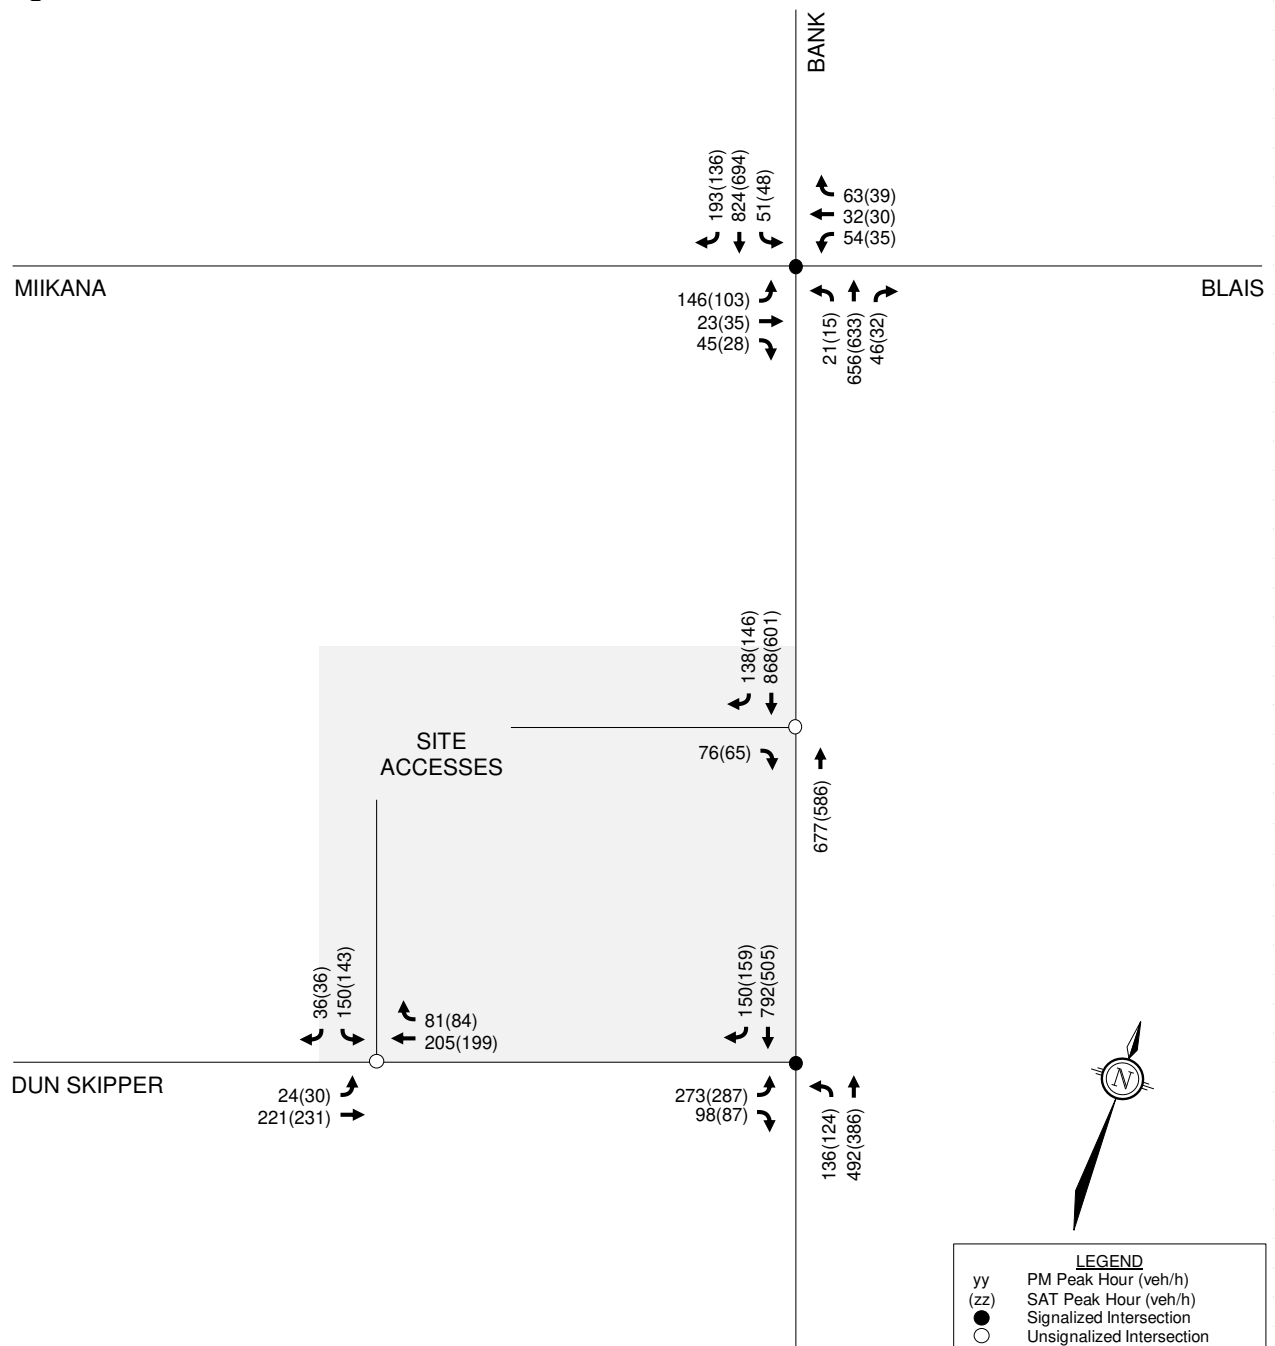 BANK
193(136)
824(694)
51(48)
63(39)
32(30)
54(35)
MIIKANA
BLAIS
146(103)
23(35)
45(28)
21(15)
656(633)
46(32)
138(146)
868(601)
SITE
ACCESSES
76(65)
677(586)
36(36)
150(143)
81(84)
205(199)
150(159)
792(505)
DUN SKIPPER
24(30)
221(231)
273(287)
98(87)
136(124)
492(386)
N
LEGEND
yy PM Peak Hour (veh/h)
(zz) SAT Peak Hour (veh/h)
Signalized Intersection
Unsignalized Intersection